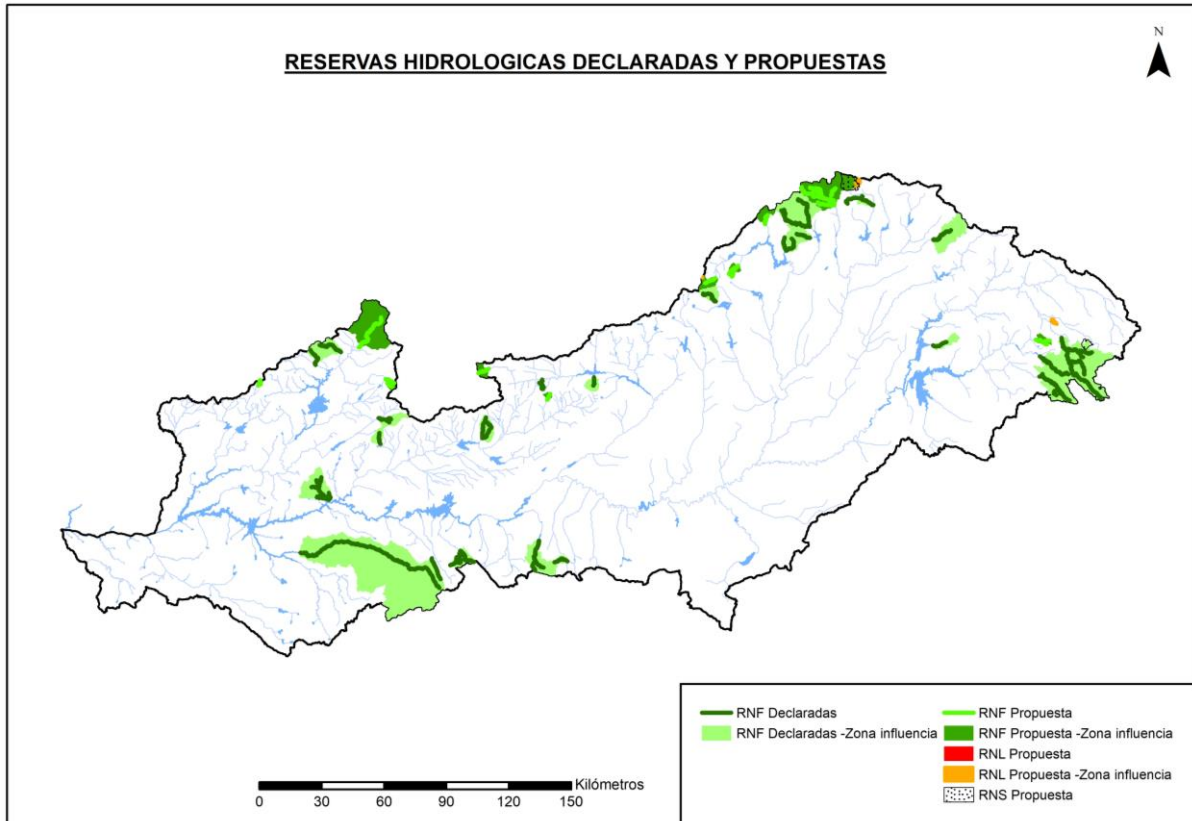 RESERVAS HIDROLOGICAS DECLARADAS Y PROPUESTAS
N
RNF Declaradas
RNF Declaradas -Zona influencia
RNF Propuesta
RNF Propuesta -Zona influencia
RNL Propuesta
RNL Propuesta -Zona influencia
RNS Propuesta
Kilómetros
0 30 60 90 120 150